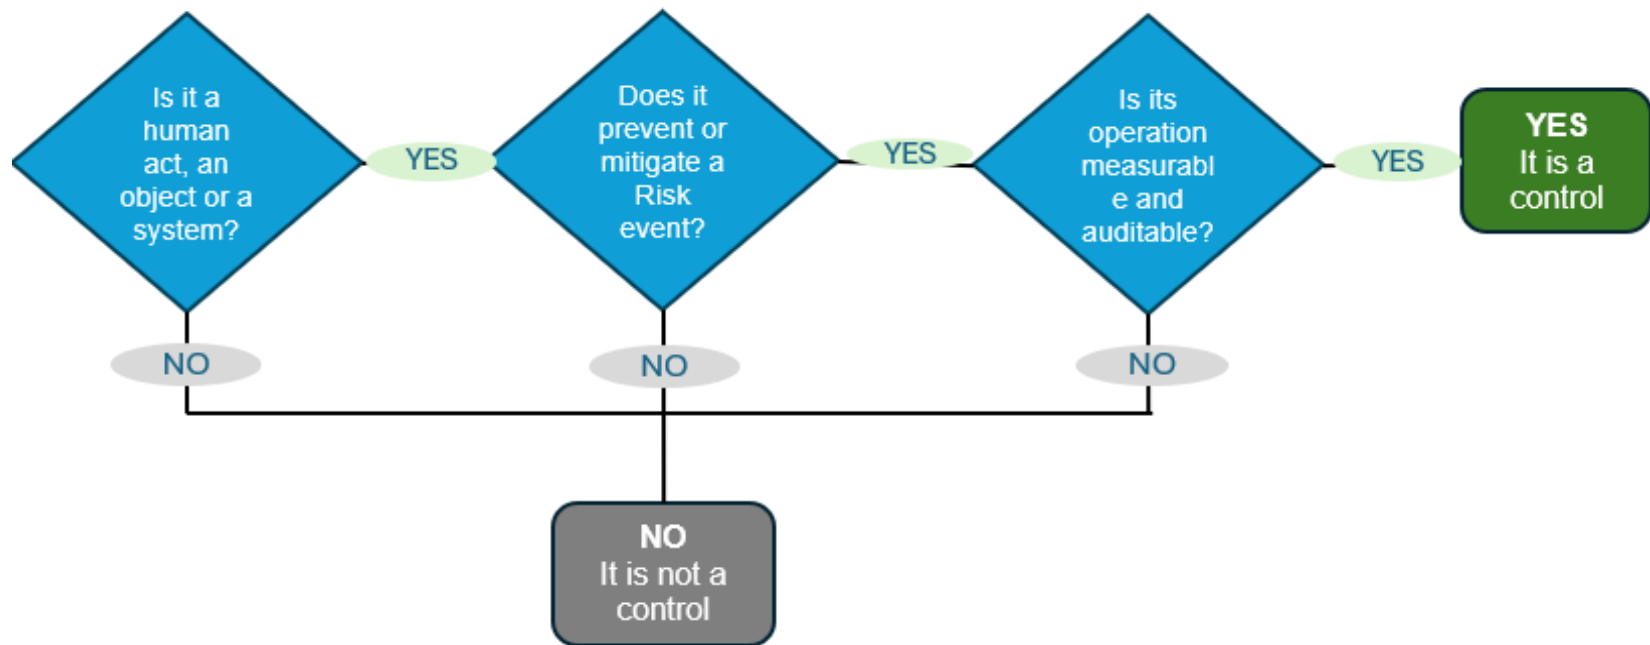 Is it a
human
act, an
object or a
system?
YES
Does it
prevent or
mitigate a
Risk
event?
YES
Is its
operation
measurabl
e and
auditable?
YES
YES
It is a
control
NO
NO
NO
NO
It is not a
control